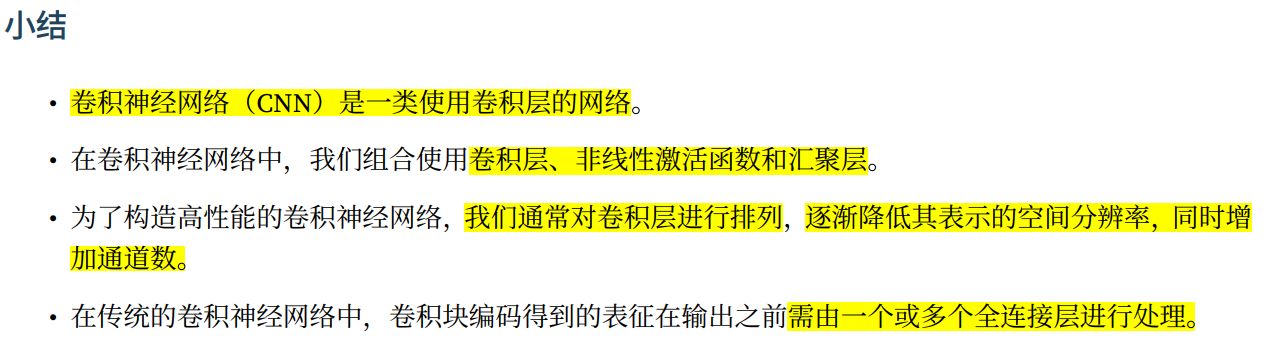 小结
• 卷积神经网络（CNN）是一类使用卷积层的网络。
• 在卷积神经网络中，我们组合使用卷积层、非线性激活函数和汇聚层。
• 为了构造高性能的卷积神经网络，我们通常对卷积层进行排列，逐渐降低其表示的空间分辨率，同时增
加通道数。
• 在传统的卷积神经网络中，卷积块编码得到的表征在输出之前需由一个或多个全连接层进行处理。